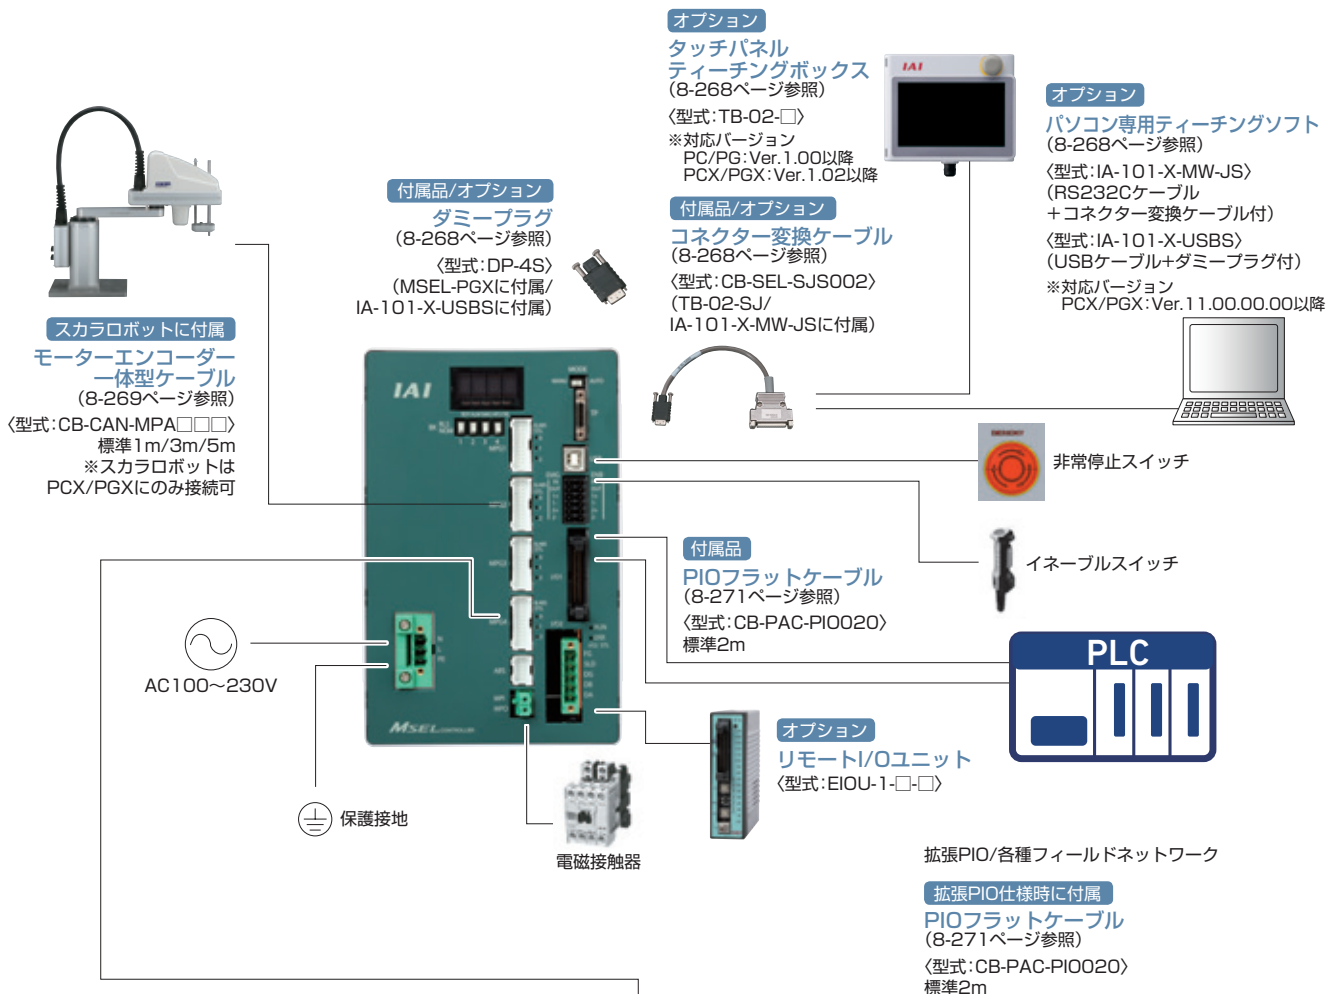 オプション
タッチパネル
ティーチングボックス
(8-268ページ参照)
〈型式:TB-02-□〉
※対応バージョン
PC/PG:Ver.1.00以降
PCX/PGX:Ver.1.02以降
IAI
オプション
パソコン専用ティーチングソフト
(8-268ページ参照)
〈型式:IA-101-X-MW-JS〉
(RS232Cケーブル
+コネクター変換ケーブル付)
〈型式:IA-101-X-USBS〉
(USBケーブル+ダミープラグ付)
※対応バージョン
PCX/PGX:Ver.11.00.00.00以降
付属品/オプション
ダミープラグ
(8-268ページ参照)
〈型式:DP-4S〉
(MSEL-PGXに付属/
IA-101-X-USBSに付属)
付属品/オプション
コネクター変換ケーブル
(8-268ページ参照)
〈型式:CB-SEL-SJS002〉
(TB-02-SJ/
IA-101-X-MW-JSに付属)
スカラロボットに付属
モーターエンコーダー
一体型ケーブル
(8-269ページ参照)
〈型式:CB-CAN-MPA□□□〉
標準1m/3m/5m
※スカラロボットは
PCX/PGXにのみ接続可
IAI
MODE
MANU
AUTO
TP
1 2 3 4
MPG1
MPG3
I/O1
I/O2
N
L
PE
MSEL CONTROLLER
非常停止スイッチ
イネーブルスイッチ
付属品
PIOフラットケーブル
(8-271ページ参照)
〈型式:CB-PAC-PIO020〉
標準2m
PLC
AC100~230V
保護接地
電磁接触器
オプション
リモートI/Oユニット
〈型式:EIOU-1-□-□〉
拡張PIO/各種フィールドネットワーク
拡張PIO仕様時に付属
PIOフラットケーブル
(8-271ページ参照)
〈型式:CB-PAC-PIO020〉
標準2m